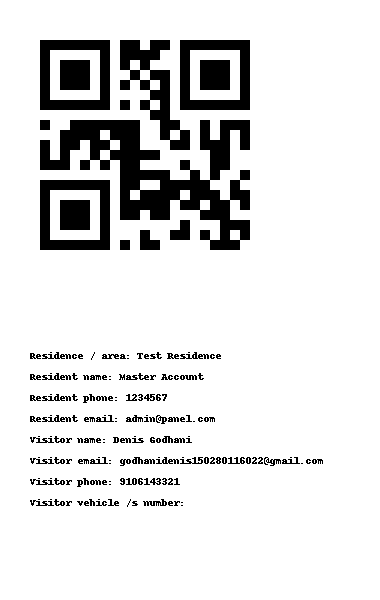 Residence / area: Test Residence
Resident name: Master Account
Resident phone: 1234567
Resident email: admin@panel.com
Visitor name: Denis Godhani
Visitor email: godhanidenis150280116022@gmail.com
Visitor phone: 9106143321
Visitor vehicle /s number: